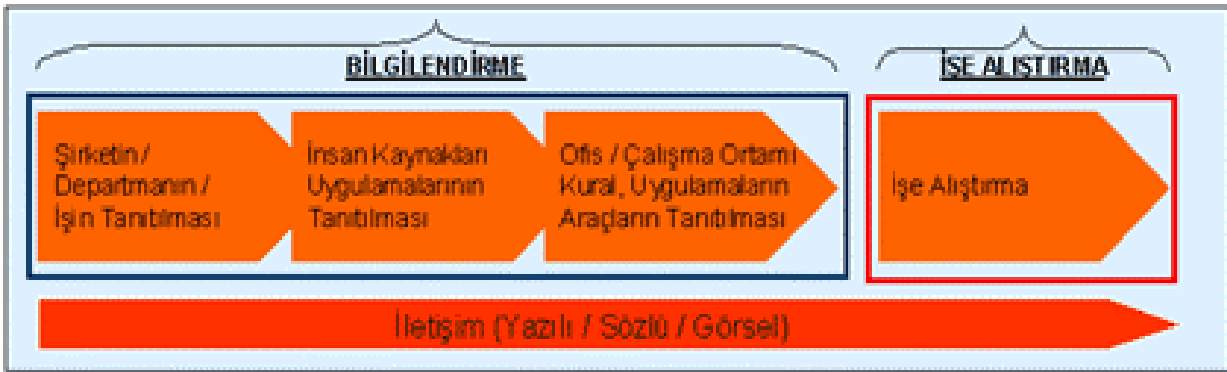 BİLGİLENDİRME
İŞE ALIŞTIRMA
Şirketin /
Departmanın /
İşin Tanıtılması
İnsan Kaynakları
Uygulamalarının
Tanıtılması
Ofis / Çalışma Ortamı
Kural, Uygulamaların
Araçların Tanıtılması
İşe Alıştırma
İletişim (Yazılı / Sözlü / Görsel)